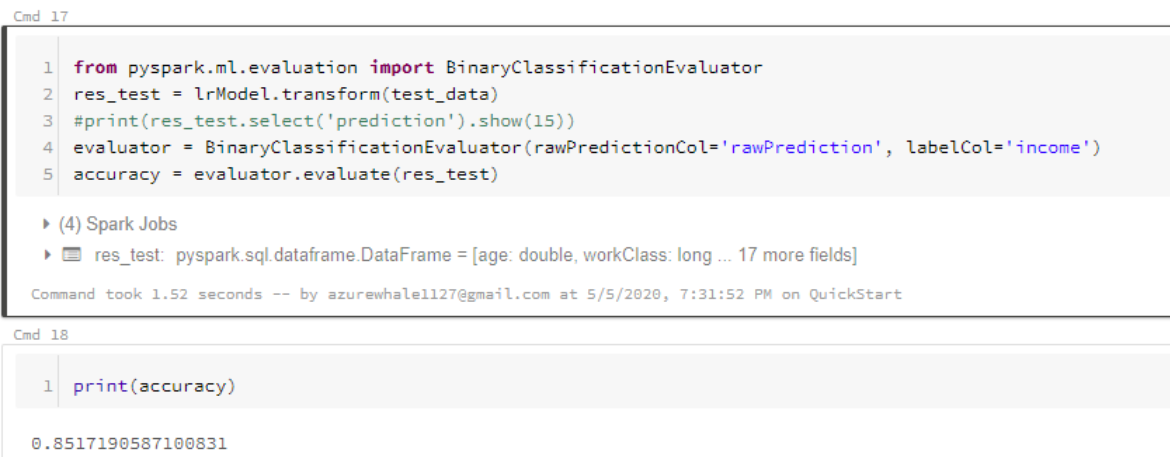 Cmd 17
1 from pyspark.ml.evaluation import BinaryClassificationEvaluator
2 res_test = lrModel.transform(test_data)
3 #print(res_test.select('prediction').show(15))
4 evaluator = BinaryClassificationEvaluator(rawPredictionCol='rawPrediction', labelCol='income')
5 accuracy = evaluator.evaluate(res_test)
(4) Spark Jobs
res_test: pyspark.sql.dataframe.DataFrame = [age: double, workClass: long ... 17 more fields]
Command took 1.52 seconds -- by azurewhale1127@gmail.com at 5/5/2020, 7:31:52 PM on QuickStart
Cmd 18
1 print(accuracy)
0.8517190587100831